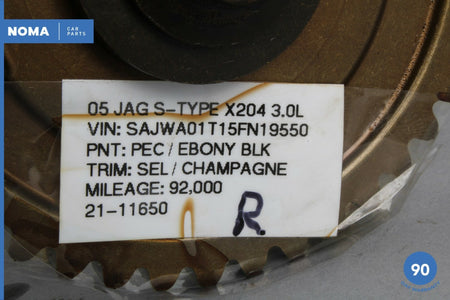 NOMA CAR
PARTS
05 JAG S-TYPE X204 3.0L
VIN: SAJWA01T15FN19550
PNT: PEC / EBONY BLK
TRIM: SEL / CHAMPAGNE
MILEAGE: 92,000
21-11650
R
90